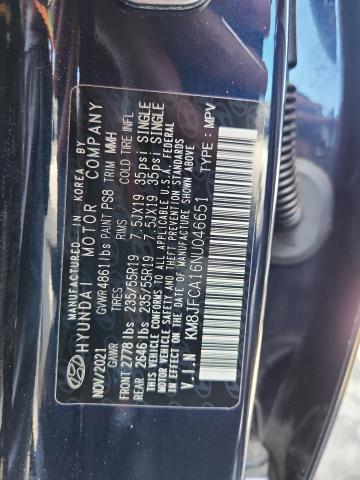 MANUFACTURED IN KOREA BY
HYUNDAI MOTOR COMPANY
NOV/2021 GVWR 4861 lbs PAINT PS8 TRIM MMH
GAWR TIRES RIMS COLD TIRE INFL
FRONT 2778 lbs 235/55R19 7.5JX19 35psi SINGLE
REAR 2646 lbs 235/55R19 7.5JX19 35psi SINGLE
THIS VEHICLE CONFORMS TO ALL APPLICABLE U.S.A. FEDERAL
MOTOR VEHICLE SAFETY AND THEFT PREVENTION STANDARDS
IN EFFECT ON THE DATE OF MANUFACTURE SHOWN ABOVE
V.I.N KM8JFCA16NU046651 TYPE: MPV